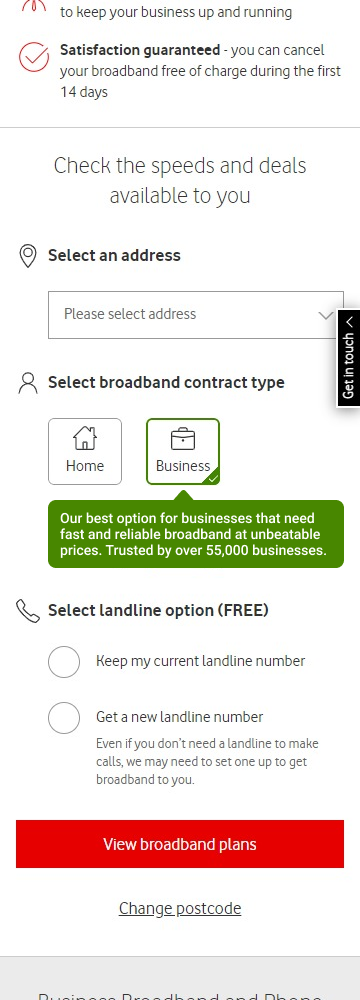 to keep your business up and running
Satisfaction guaranteed - you can cancel
your broadband free of charge during the first
14 days
Check the speeds and deals
available to you
Select an address
Please select address
Get in touch
Select broadband contract type
Home
Business
Our best option for businesses that need
fast and reliable broadband at unbeatable
prices. Trusted by over 55,000 businesses.
Select landline option (FREE)
Keep my current landline number
Get a new landline number
Even if you don't need a landline to make
calls, we may need to set one up to get
broadband to you.
View broadband plans
Change postcode
Business Broadband and Phone